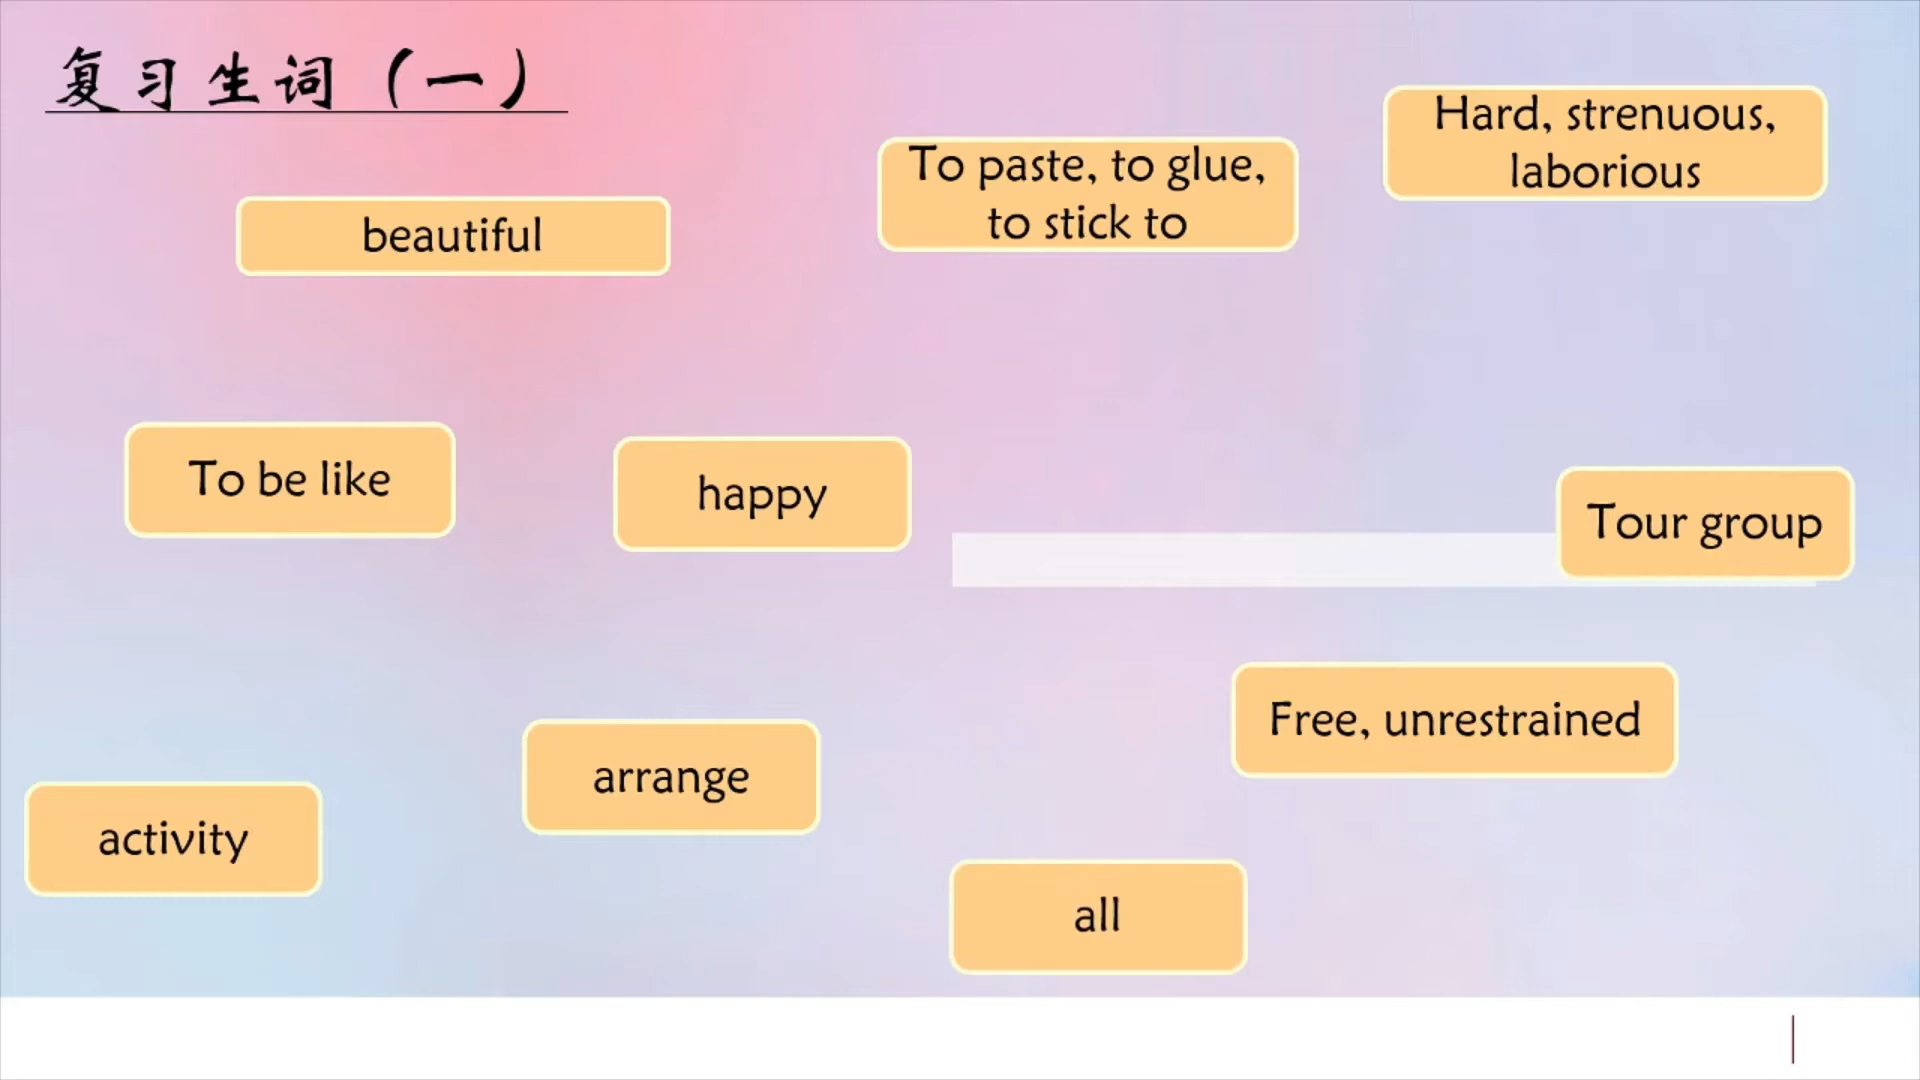 复习生词（一）
Hard, strenuous,
laborious
To paste, to glue,
to stick to
beautiful
To be like
happy
Tour group
Free, unrestrained
arrange
activity
all